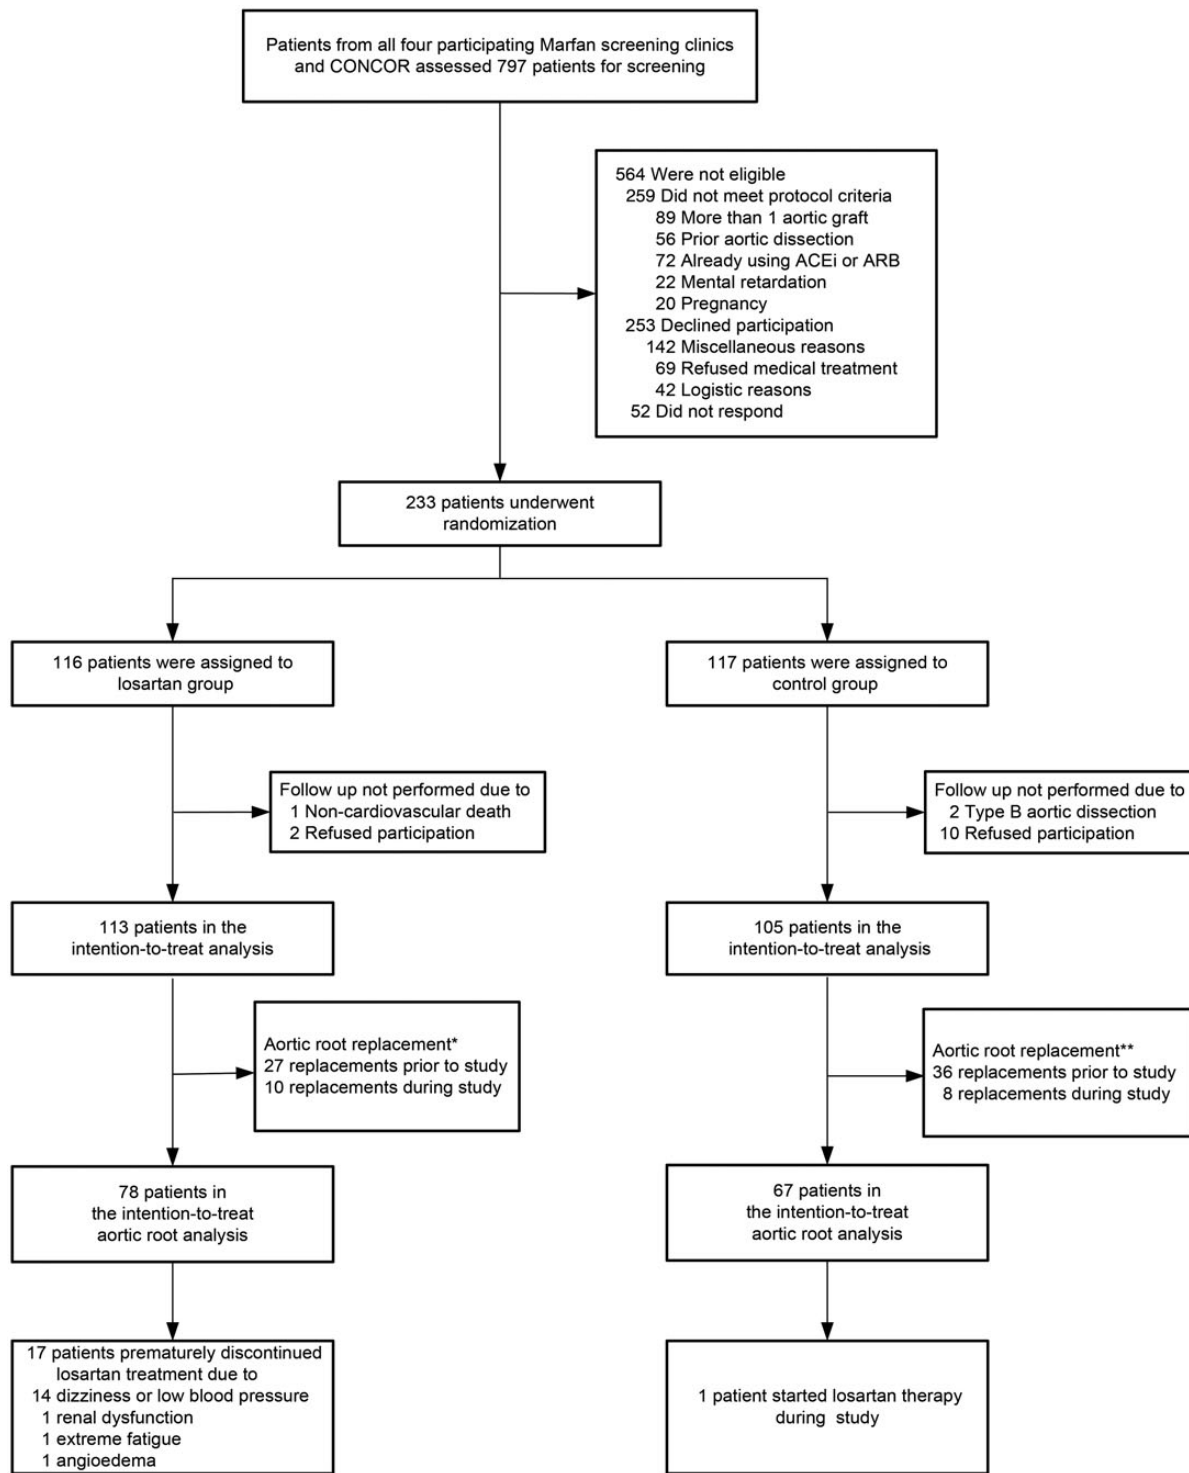 Patients from all four participating Marfan screening clinics
and CONCOR assessed 797 patients for screening
564 Were not eligible
259 Did not meet protocol criteria
89 More than 1 aortic graft
56 Prior aortic dissection
72 Already using ACEi or ARB
22 Mental retardation
20 Pregnancy
253 Declined participation
142 Miscellaneous reasons
69 Refused medical treatment
42 Logistic reasons
52 Did not respond
233 patients underwent
randomization
116 patients were assigned to
losartan group
117 patients were assigned to
control group
Follow up not performed due to
1 Non-cardiovascular death
2 Refused participation
Follow up not performed due to
2 Type B aortic dissection
10 Refused participation
113 patients in the
intention-to-treat analysis
105 patients in the
intention-to-treat analysis
Aortic root replacement*
27 replacements prior to study
10 replacements during study
Aortic root replacement**
36 replacements prior to study
8 replacements during study
78 patients in
the intention-to-treat
aortic root analysis
67 patients in
the intention-to-treat
aortic root analysis
17 patients prematurely discontinued
losartan treatment due to
14 dizziness or low blood pressure
1 renal dysfunction
1 extreme fatigue
1 angioedema
1 patient started losartan therapy
during study